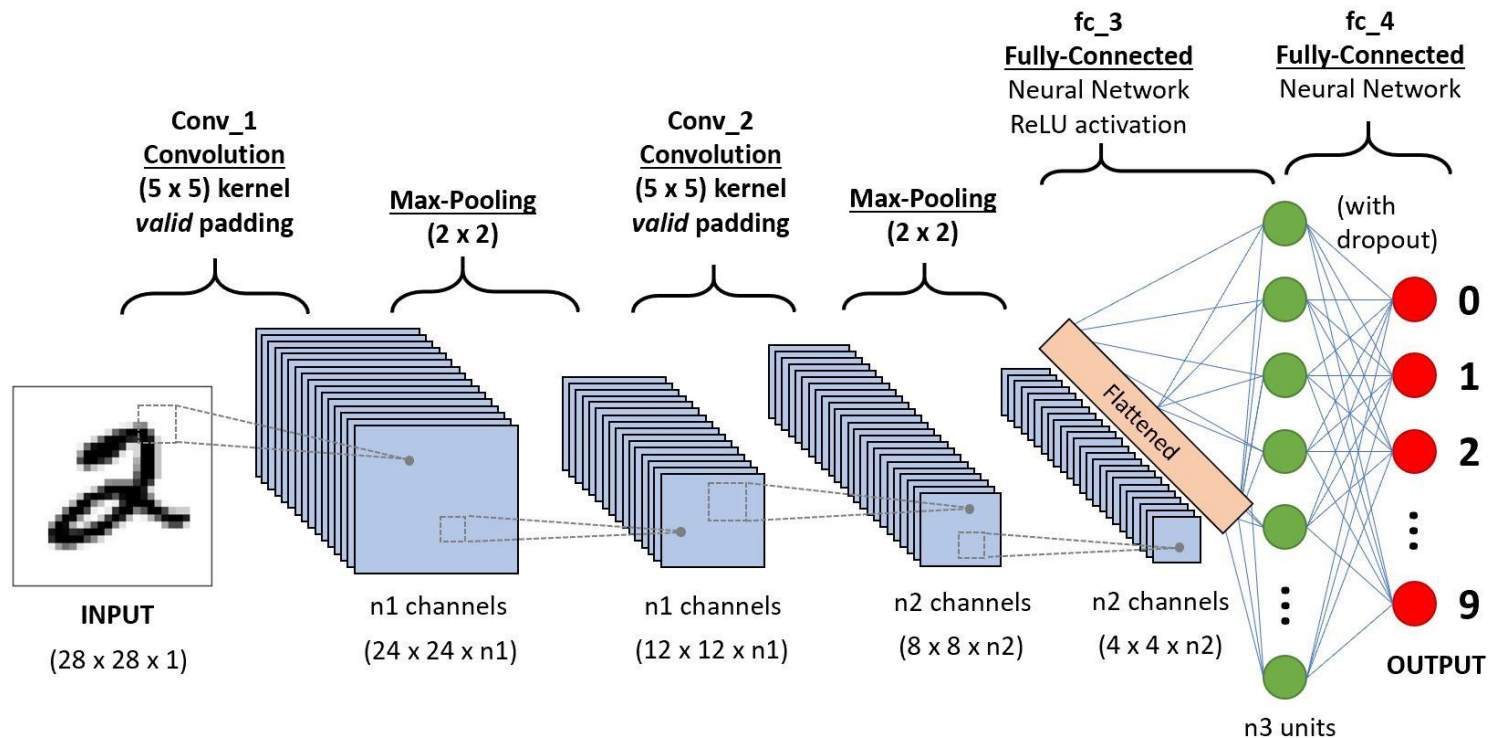 Conv_1
Convolution
(5 x 5) kernel
valid padding
Max-Pooling
(2 x 2)
Conv_2
Convolution
(5 x 5) kernel
valid padding
Max-Pooling
(2 x 2)
fc_3
Fully-Connected
Neural Network
ReLU activation
fc_4
Fully-Connected
Neural Network
(with
dropout)
Flattened
0
1
2
9
INPUT
(28 x 28 x 1)
n1 channels
(24 x 24 x n1)
n1 channels
(12 x 12 x n1)
n2 channels
(8 x 8 x n2)
n2 channels
(4 x 4 x n2)
n3 units
OUTPUT